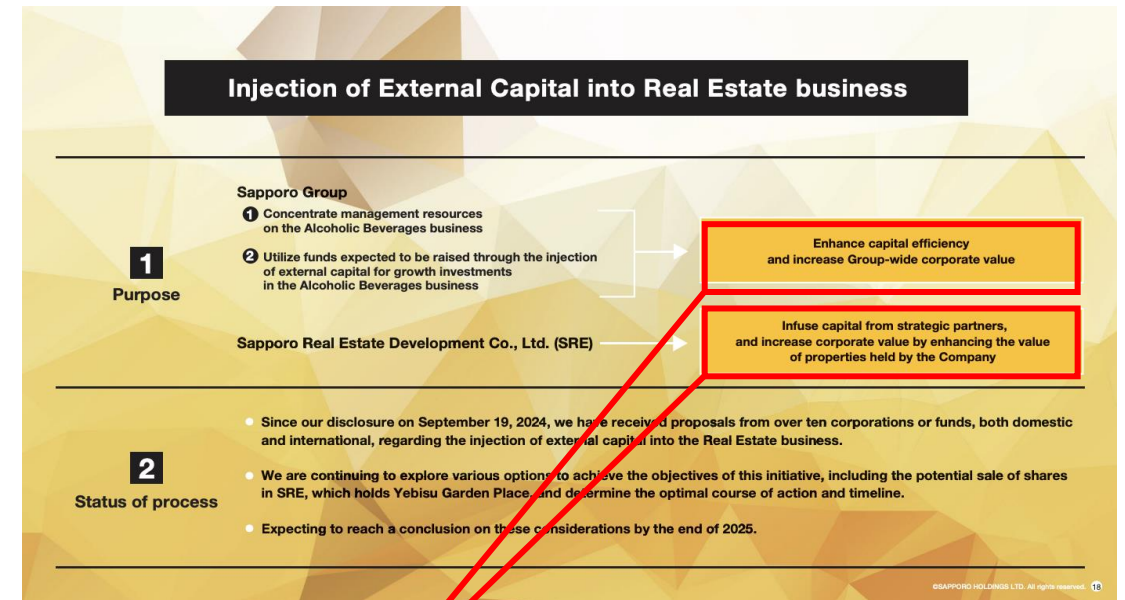 Injection of External Capital into Real Estate business
1
Purpose
Sapporo Group
1 Concentrate management resources
on the Alcoholic Beverages business
2 Utilize funds expected to be raised through the injection
of external capital for growth investments
in the Alcoholic Beverages business
Enhance capital efficiency
and increase Group-wide corporate value
Sapporo Real Estate Development Co., Ltd. (SRE)
Infuse capital from strategic partners,
and increase corporate value by enhancing the value
of properties held by the Company
2
Status of process
Since our disclosure on September 19, 2024, we have received proposals from over ten corporations or funds, both domestic
and international, regarding the injection of external capital into the Real Estate business.
We are continuing to explore various options to achieve the objectives of this initiative, including the potential sale of shares
in SRE, which holds Yebisu Garden Place, and determine the optimal course of action and timeline.
Expecting to reach a conclusion on these considerations by the end of 2025.
©SAPPORO HOLDINGS LTD. All rights reserved. 18